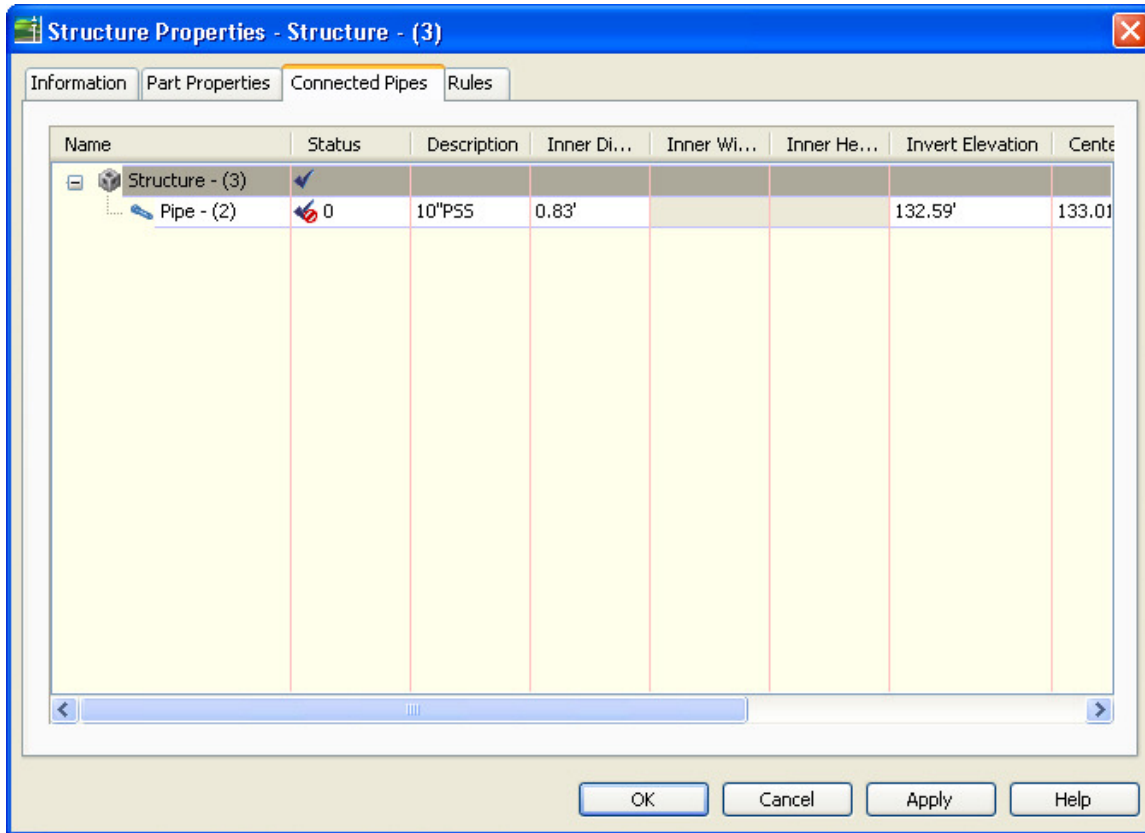 Structure Properties - Structure - (3)
Information Part Properties Connected Pipes Rules
Name Status Description Inner Di... Inner Wi... Inner He... Invert Elevation Cente
Structure - (3)
Pipe - (2) 0 10"PSS 0.83' 132.59' 133.01
OK Cancel Apply Help